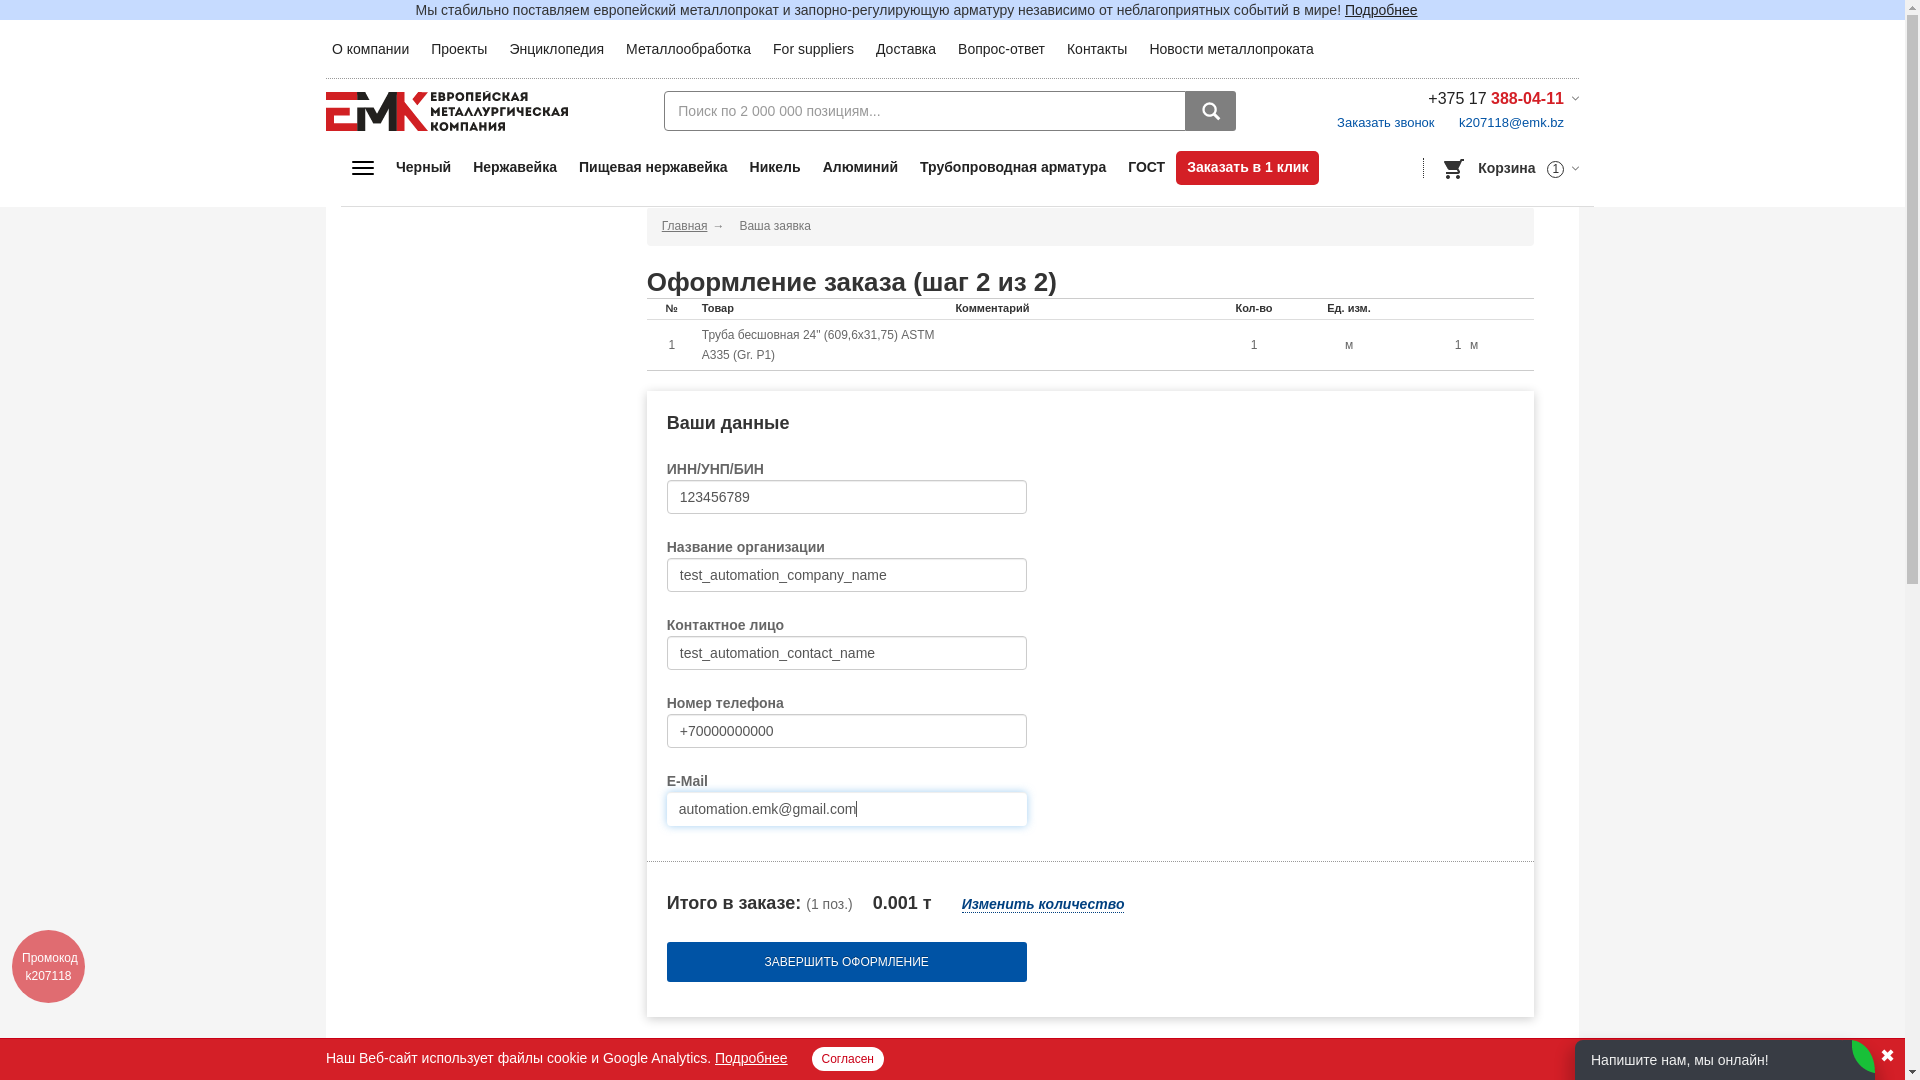 Мы стабильно поставляем европейский металлопрокат и запорно-регулирующую арматуру независимо от неблагоприятных событий в мире! Подробнее
О компании Проекты Энциклопедия Металлообработка For suppliers Доставка Вопрос-ответ Контакты Новости металлопроката
ЕМК ЕВРОПЕЙСКАЯ
МЕТАЛЛУРГИЧЕСКАЯ
КОМПАНИЯ
Поиск по 2 000 000 позициям...
+375 17 388-04-11
Заказать звонок k207118@emk.bz
Черный Нержавейка Пищевая нержавейка Никель Алюминий Трубопроводная арматура ГОСТ Заказать в 1 клик Корзина 1
Главная → Ваша заявка
Оформление заказа (шаг 2 из 2)
№ Товар Комментарий Кол-во Ед. изм.
1 Труба бесшовная 24" (609,6х31,75) ASTM A335 (Gr. P1) 1 м 1 м
Ваши данные
ИНН/УНП/БИН
123456789
Название организации
test_automation_company_name
Контактное лицо
test_automation_contact_name
Номер телефона
+70000000000
E-Mail
automation.emk@gmail.com
Итого в заказе: (1 поз.) 0.001 т Изменить количество
ЗАВЕРШИТЬ ОФОРМЛЕНИЕ
Промокод
k207118
Наш Веб-сайт использует файлы cookie и Google Analytics. Подробнее Согласен
Напишите нам, мы онлайн!